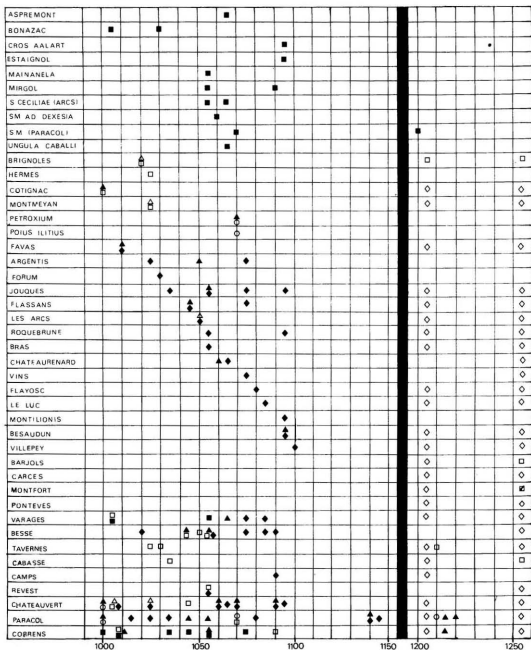 ASPREMONT
BONAZAC
CROS AALART
ESTAIGNOL
MAINANELA
MIRGOL
S CECILIAE (ARCS)
SM AD DEXESIA
S M (PARACOL)
UNGULA CABALLI
BRIGNOLES
HERMES
COTIGNAC
MONTMEYAN
PETROXIUM
POIUS ILITIUS
FAVAS
ARGENTIS
FORUM
JOUQUES
FLASSANS
LES ARCS
ROQUEBRUNE
BRAS
CHATEAURENARD
VINS
FLAYOSC
LE LUC
MONTILIONIS
BESAUDUN
VILLEPEY
BARJOLS
CARCES
MONTFORT
PONTEVES
VARAGES
BESSE
TAVERNES
CABASSE
CAMPS
REVEST
CHATEAUVERT
PARACOL
COBRENS
1000 1050 1100 1200 1250